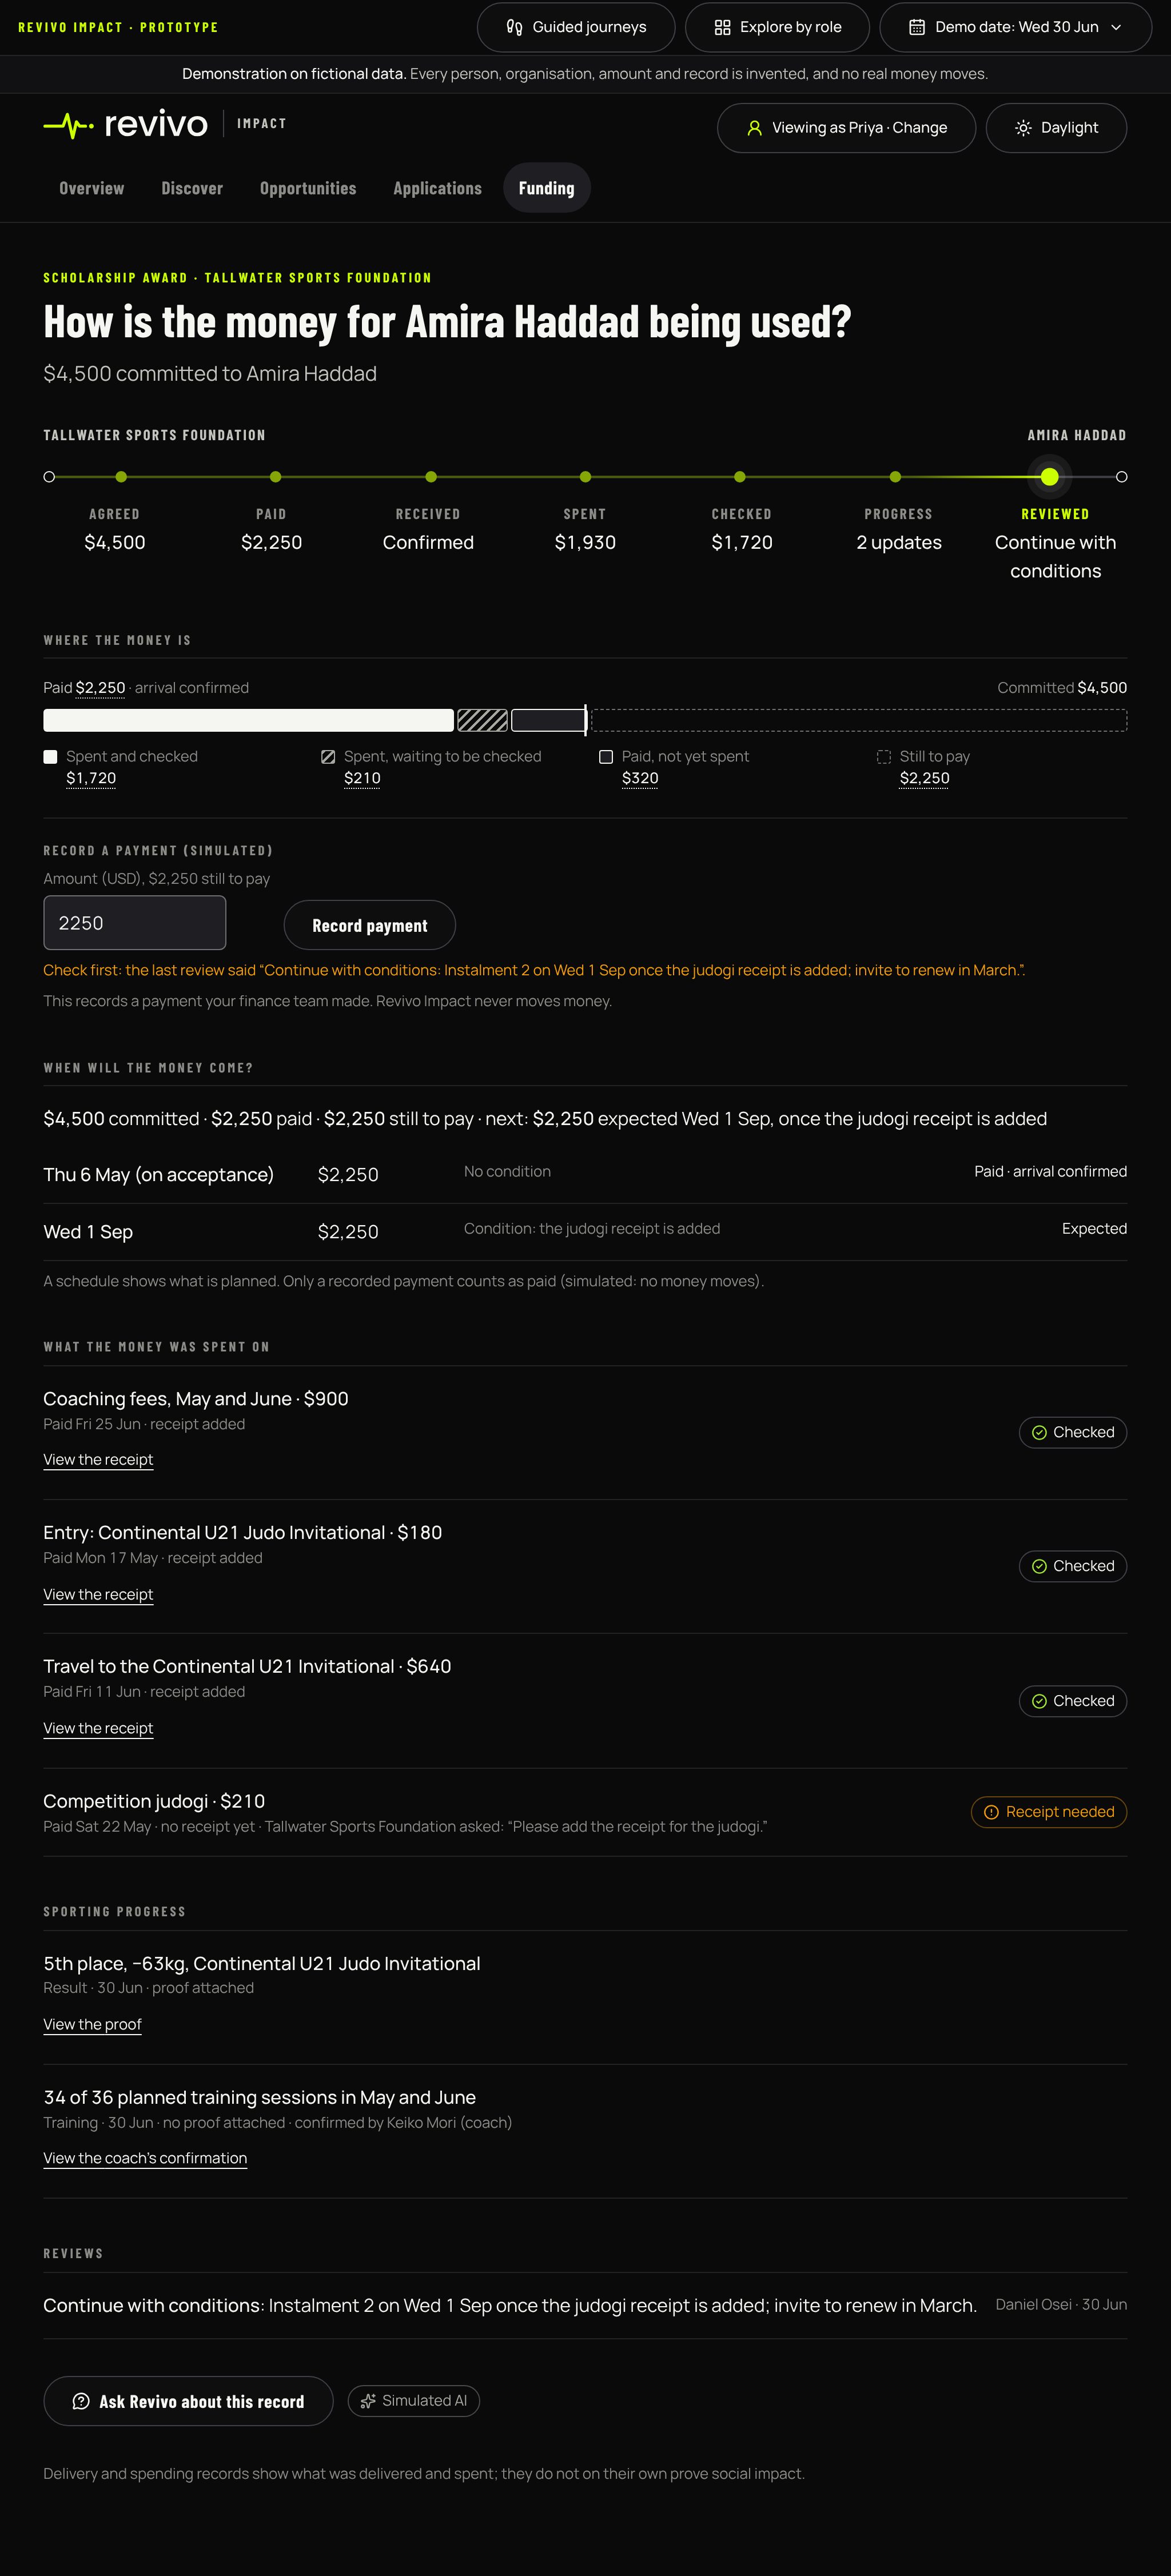 REVIVO IMPACT · PROTOTYPE
Guided journeys
Explore by role
Demo date: Wed 30 Jun
Demonstration on fictional data. Every person, organisation, amount and record is invented, and no real money moves.
revivo
IMPACT
Viewing as Priya · Change
Daylight
Overview
Discover
Opportunities
Applications
Funding
SCHOLARSHIP AWARD · TALLWATER SPORTS FOUNDATION
How is the money for Amira Haddad being used?
$4,500 committed to Amira Haddad
TALLWATER SPORTS FOUNDATION
AMIRA HADDAD
AGREED
$4,500
PAID
$2,250
RECEIVED
Confirmed
SPENT
$1,930
CHECKED
$1,720
PROGRESS
2 updates
REVIEWED
Continue with
conditions
WHERE THE MONEY IS
Paid $2,250 · arrival confirmed
Committed $4,500
Spent and checked
$1,720
Spent, waiting to be checked
$210
Paid, not yet spent
$320
Still to pay
$2,250
RECORD A PAYMENT (SIMULATED)
Amount (USD), $2,250 still to pay
2250
Record payment
Check first: the last review said “Continue with conditions: Instalment 2 on Wed 1 Sep once the judogi receipt is added; invite to renew in March.”.
This records a payment your finance team made. Revivo Impact never moves money.
WHEN WILL THE MONEY COME?
$4,500 committed · $2,250 paid · $2,250 still to pay · next: $2,250 expected Wed 1 Sep, once the judogi receipt is added
Thu 6 May (on acceptance)
$2,250
No condition
Paid · arrival confirmed
Wed 1 Sep
$2,250
Condition: the judogi receipt is added
Expected
A schedule shows what is planned. Only a recorded payment counts as paid (simulated: no money moves).
WHAT THE MONEY WAS SPENT ON
Coaching fees, May and June · $900
Paid Fri 25 Jun · receipt added
View the receipt
Checked
Entry: Continental U21 Judo Invitational · $180
Paid Mon 17 May · receipt added
View the receipt
Checked
Travel to the Continental U21 Invitational · $640
Paid Fri 11 Jun · receipt added
View the receipt
Checked
Competition judogi · $210
Paid Sat 22 May · no receipt yet · Tallwater Sports Foundation asked: “Please add the receipt for the judogi.”
Receipt needed
SPORTING PROGRESS
5th place, −63kg, Continental U21 Judo Invitational
Result · 30 Jun · proof attached
View the proof
34 of 36 planned training sessions in May and June
Training · 30 Jun · no proof attached · confirmed by Keiko Mori (coach)
View the coach’s confirmation
REVIEWS
Continue with conditions: Instalment 2 on Wed 1 Sep once the judogi receipt is added; invite to renew in March.
Daniel Osei · 30 Jun
Ask Revivo about this record
Simulated AI
Delivery and spending records show what was delivered and spent; they do not on their own prove social impact.